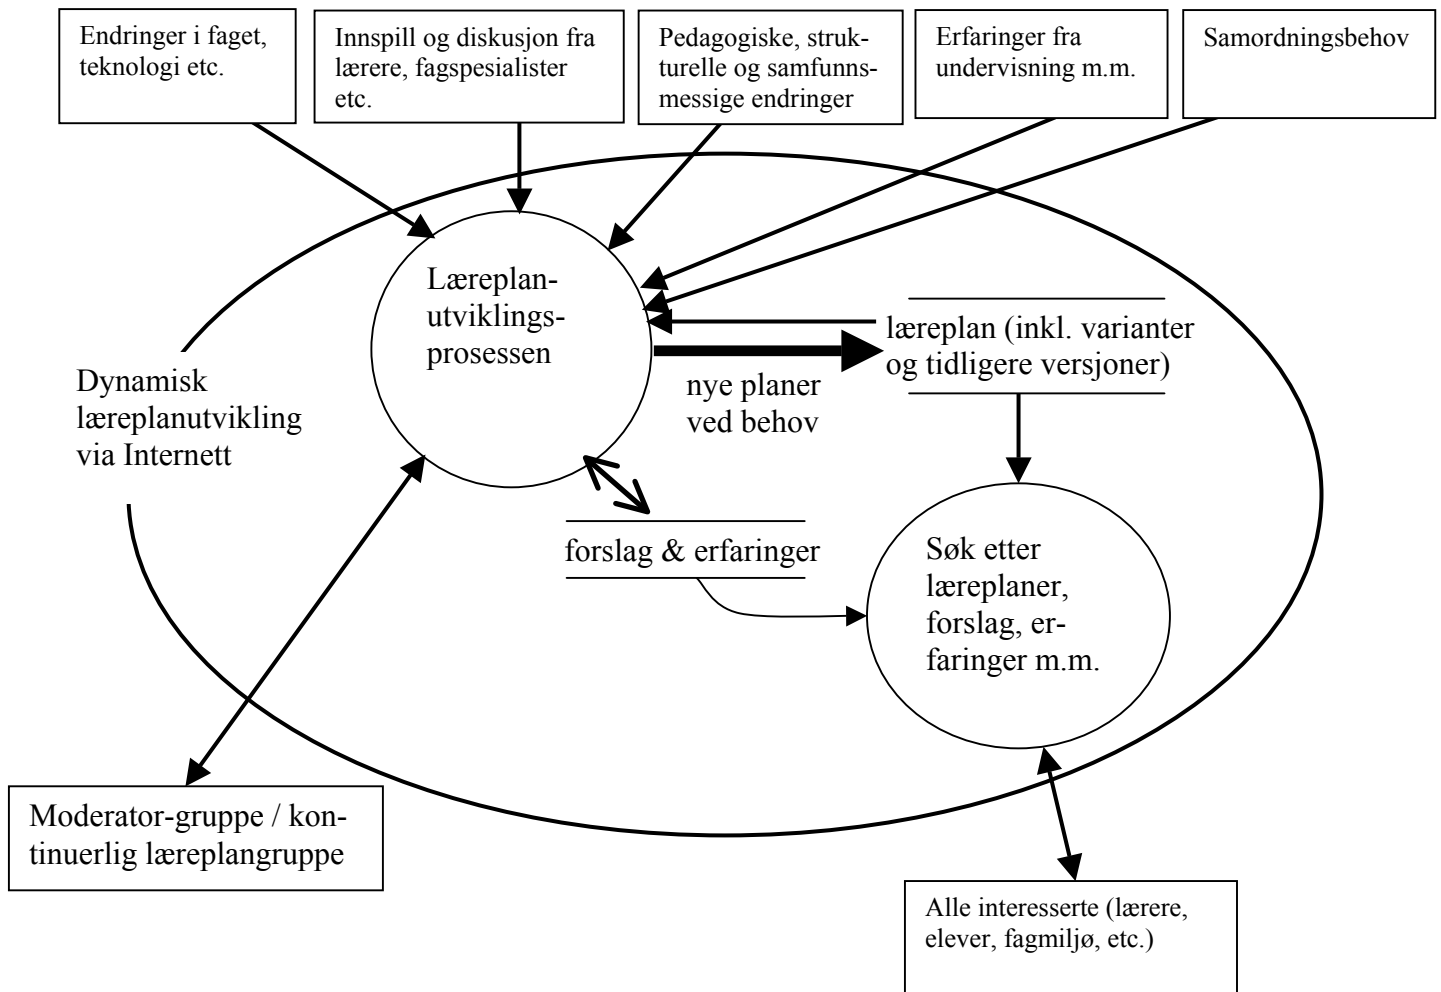 Endringer i faget,
teknologi etc.
Innspill og diskusjon fra
lærere, fagspesialister
etc.
Pedagogiske, struk-
turelle og samfunns-
messige endringer
Erfaringer fra
undervisning m.m.
Samordningsbehov
Læreplan-
utviklings-
prosessen
læreplan (inkl. varianter
og tidligere versjoner)
nye planer
ved behov
Dynamisk
læreplanutvikling
via Internett
forslag & erfaringer
Søk etter
læreplaner,
forslag, er-
faringer m.m.
Moderator-gruppe / kon-
tinuerlig læreplangruppe
Alle interesserte (lærere,
elever, fagmiljø, etc.)